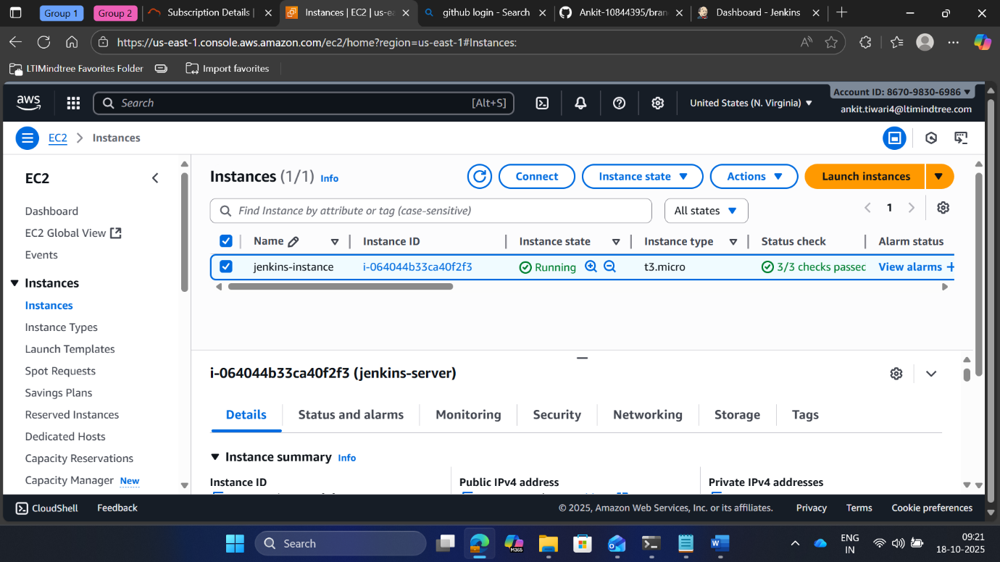 Group 1 Group 2 Subscription Details | Instances | EC2 | us-ea github login - Search Ankit-10844395/bran Dashboard - Jenkins
https://us-east-1.console.aws.amazon.com/ec2/home?region=us-east-1#Instances:
LTIMindtree Favorites Folder Import favorites
aws Search [Alt+S] United States (N. Virginia) ▼ Account ID: 8670-9830-6986 ▼
ankit.tiwari4@ltimindtree.com
EC2 > Instances
EC2
Dashboard
EC2 Global View
Events
Instances
Instances
Instance Types
Launch Templates
Spot Requests
Savings Plans
Reserved Instances
Dedicated Hosts
Capacity Reservations
Capacity Manager New
Instances (1/1) Info Connect Instance state ▼ Actions ▼ Launch instances ▼
Find Instance by attribute or tag (case-sensitive) All states ▼ < 1 >
Name Instance ID Instance state Instance type Status check Alarm status
jenkins-instance i-064044b33ca40f2f3 Running t3.micro 3/3 checks passec View alarms +
i-064044b33ca40f2f3 (jenkins-server)
Details Status and alarms Monitoring Security Networking Storage Tags
Instance summary Info
Instance ID Public IPv4 address Private IPv4 addresses
CloudShell Feedback © 2025, Amazon Web Services, Inc. or its affiliates. Privacy Terms Cookie preferences
Search M365 ENG IN 09:21 18-10-2025